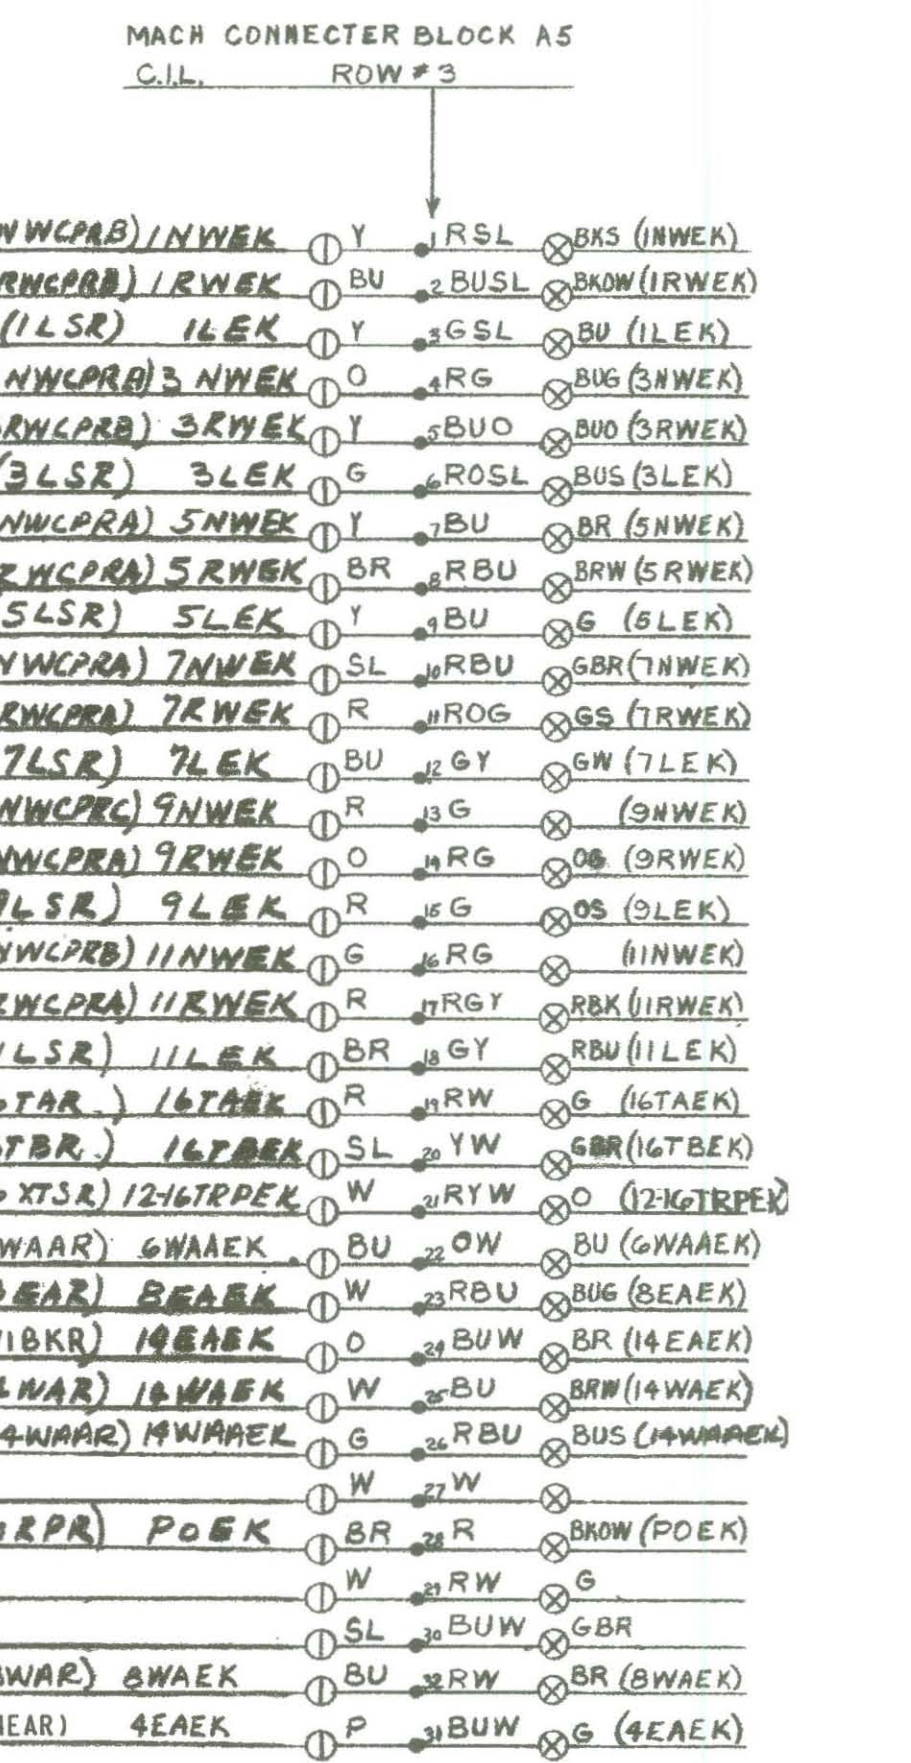 MACH CONNECTER BLOCK A5
C.I.L. ROW #3
NWCPRB) 1NWEK Y 1 RSL BKS (1NWEK)
RWCPRB) 1RWEK BU 2 BUSL BKOW (1RWEK)
(1LSR) 1LEK Y 3 GSL BU (1LEK)
NWCPRA) 3NWEK O 4 RG BUG (3NWEK)
RWCPRB) 3RWEK Y 5 BUO BUO (3RWEK)
(3LSR) 3LEK G 6 ROSL BUS (3LEK)
NWCPRA) 5NWEK Y 7 BU BR (5NWEK)
RWCPRA) 5RWEK BR 8 RBU BRW (5RWEK)
5LSR) 5LEK Y 9 BU G (5LEK)
NWCPRA) 7NWEK SL 10 RBU GBR (7NWEK)
RWCPRA) 7RWEK R 11 ROG GS (7RWEK)
7LSR) 7LEK BU 12 GY GW (7LEK)
NWCPRC) 9NWEK R 13 G (9NWEK)
WCPRA) 9RWEK O 14 RG OG (9RWEK)
9LSR) 9LEK R 15 G OS (9LEK)
NWCPRB) 11NWEK G 16 RG (11NWEK)
RWCPRA) 11RWEK R 17 RGY RBK (11RWEK)
LSR) 11LEK BR 18 GY RBU (11LEK)
TAR.) 16TAEK R 19 RW G (16TAEK)
TBR.) 16TBEK SL 20 YW GBR (16TBEK)
XTSR) 12-16TRPEK W 21 RYW O (12-16TRPEK)
WAAR) 6WAAEK BU 22 OW BU (6WAAEK)
EAR) 8EAEK W 23 RBU BUG (8EAEK)
1BKR) 14EAEK O 24 BUW BR (14EAEK)
WAR) 14WAEK W 25 BU BRW (14WAEK)
4WAAR) 14WAAEK G 26 RBU BUS (14WAAEK)
W 27 W
RPR) POEK BR 28 R BKOW (POEK)
W 29 RW G
SL 30 BUW GBR
WAR) 8WAEK BU 32 RW BR (8WAEK)
EAR) 4EAEK P 31 BUW G (4EAEK)